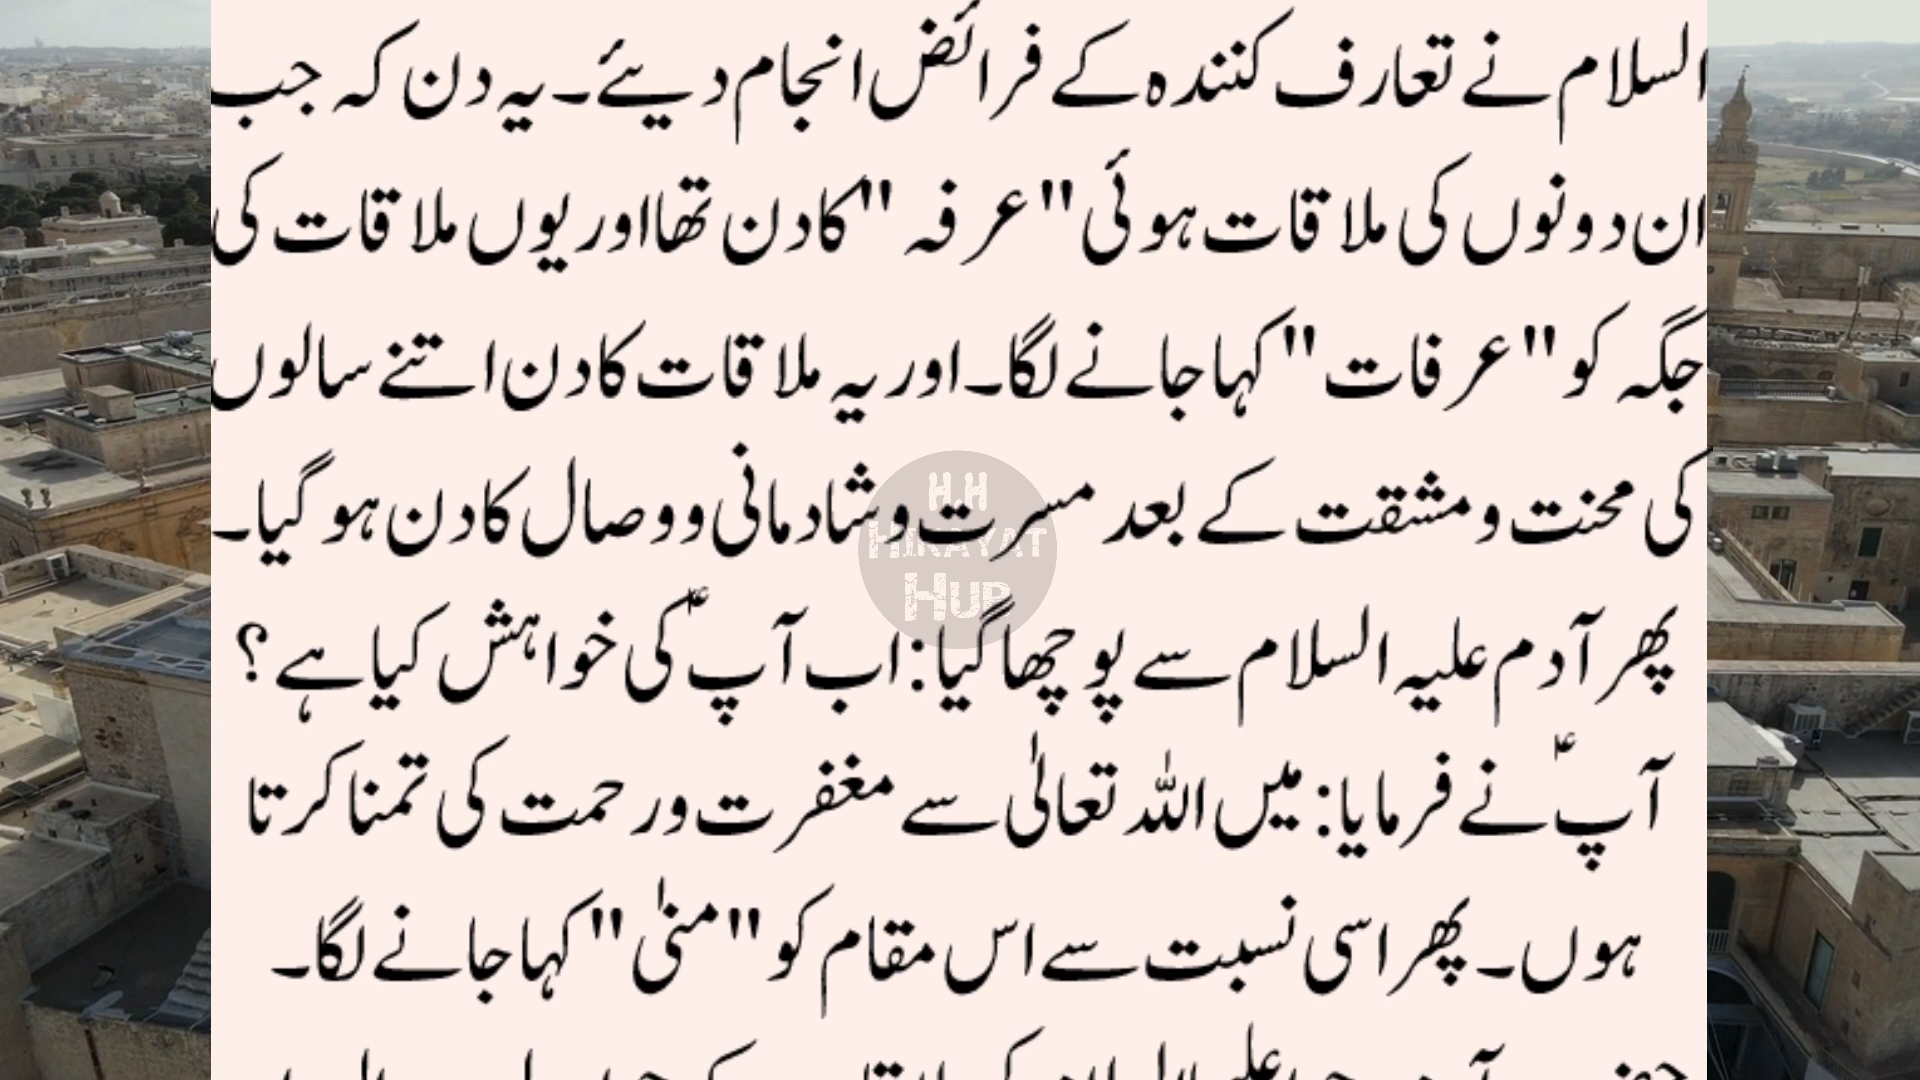 السلام نے تعارف کنندہ کے فرائض انجام دیئے۔ یہ دن کہ جب
ان دونوں کی ملاقات ہوئی "عرفہ" کا دن تھا اور یوں ملاقات کی
جگہ کو "عرفات" کہا جانے لگا۔ اور یہ ملاقات کا دن اتنے سالوں
کی محنت و مشقت کے بعد مسرت و شادمانی و وصال کا دن ہو گیا۔
H.H
HIKAYAT
HUB
پھر آدم علیہ السلام سے پوچھا گیا: اب آپؑ کی خواہش کیا ہے؟
آپؑ نے فرمایا: میں اللہ تعالیٰ سے مغفرت و رحمت کی تمنا کرتا
ہوں۔ پھر اسی نسبت سے اس مقام کو "منیٰ" کہا جانے لگا۔